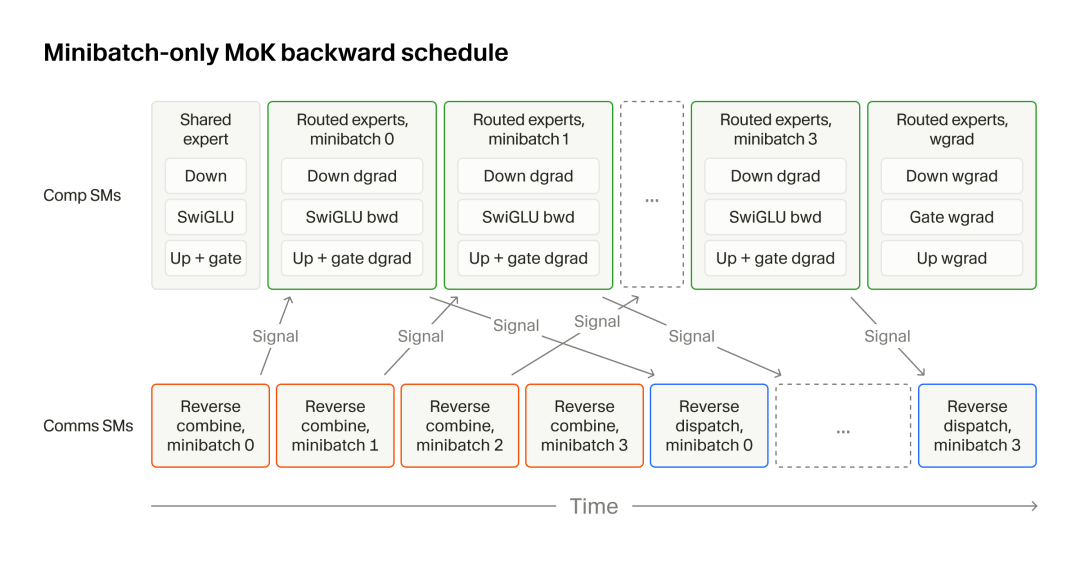 Minibatch-only MoK backward schedule
Comp SMs
Shared
expert
Down
SwiGLU
Up + gate
Routed experts,
minibatch 0
Down dgrad
SwiGLU bwd
Up + gate dgrad
Routed experts,
minibatch 1
Down dgrad
SwiGLU bwd
Up + gate dgrad
...
Routed experts,
minibatch 3
Down dgrad
SwiGLU bwd
Up + gate dgrad
Routed experts,
wgrad
Down wgrad
Gate wgrad
Up wgrad
Signal
Signal
Signal
Signal
Signal
Signal
Comms SMs
Reverse
combine,
minibatch 0
Reverse
combine,
minibatch 1
Reverse
combine,
minibatch 2
Reverse
combine,
minibatch 3
Reverse
dispatch,
minibatch 0
...
Reverse
dispatch,
minibatch 3
Time